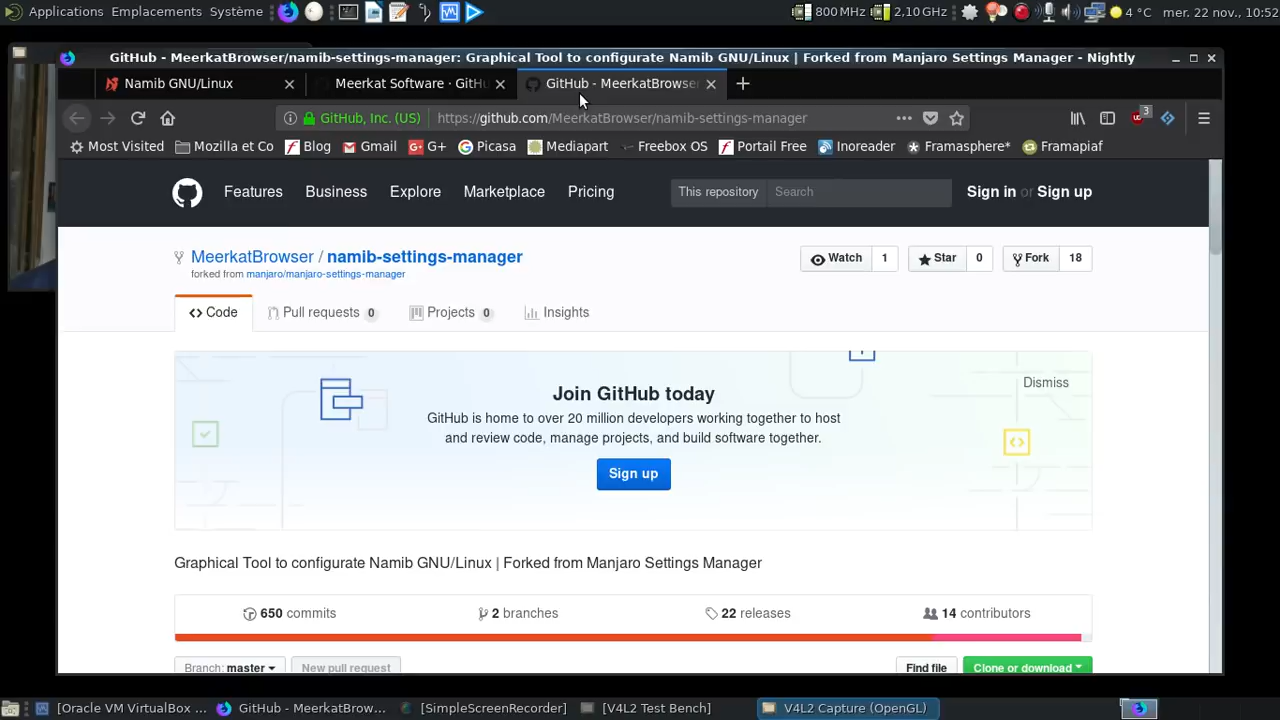 Applications Emplacements Système 800 MHz 2,10 GHz 4 °C mer. 22 nov., 10:52
GitHub - MeerkatBrowser/namib-settings-manager: Graphical Tool to configurate Namib GNU/Linux | Forked from Manjaro Settings Manager - Nightly
Namib GNU/Linux Meerkat Software · GitHu GitHub - MeerkatBrowser
GitHub, Inc. (US) https://github.com/MeerkatBrowser/namib-settings-manager 3
Most Visited Mozilla et Co Blog Gmail G+ Picasa Mediapart Freebox OS Portail Free Inoreader Framasphère* Framapiaf
Features Business Explore Marketplace Pricing This repository Search Sign in or Sign up
MeerkatBrowser / namib-settings-manager Watch 1 Star 0 Fork 18
forked from manjaro/manjaro-settings-manager
Code Pull requests 0 Projects 0 Insights
Dismiss
Join GitHub today
GitHub is home to over 20 million developers working together to host
and review code, manage projects, and build software together.
Sign up
Graphical Tool to configurate Namib GNU/Linux | Forked from Manjaro Settings Manager
650 commits 2 branches 22 releases 14 contributors
Branch: master New pull request Find file Clone or download
[Oracle VM VirtualBox ... GitHub - MeerkatBrow... [SimpleScreenRecorder] [V4L2 Test Bench] V4L2 Capture (OpenGL)